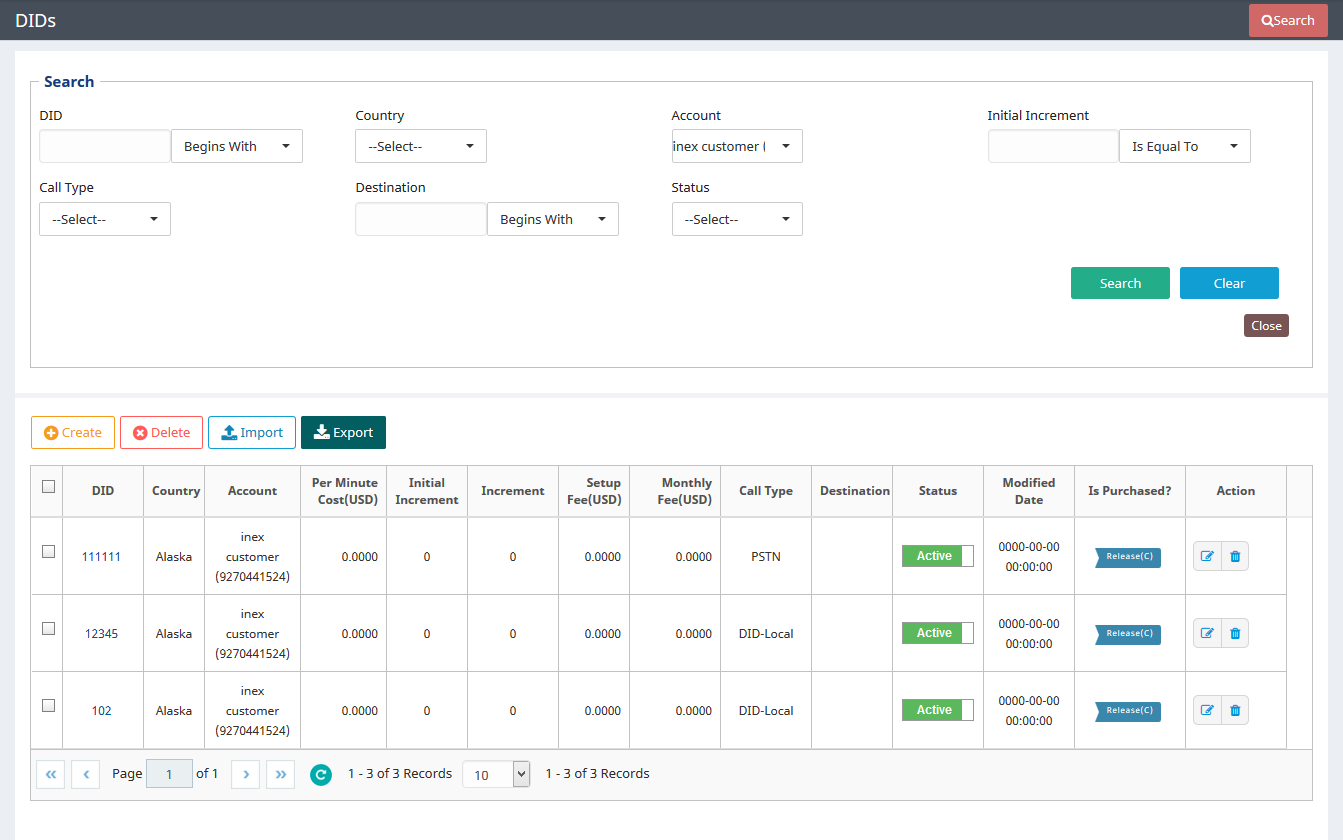 DIDs
Search
Search
DID
Country
Account
Initial Increment
Begins With
--Select--
inex customer (
Is Equal To
Call Type
Destination
Status
--Select--
Begins With
--Select--
Search
Clear
Close
Create
Delete
Import
Export
DID
Country
Account
Per Minute Cost(USD)
Initial Increment
Increment
Setup Fee(USD)
Monthly Fee(USD)
Call Type
Destination
Status
Modified Date
Is Purchased?
Action
111111
Alaska
inex
customer
(9270441524)
0.0000
0
0
0.0000
0.0000
PSTN
Active
0000-00-00
00:00:00
Release(C)
12345
Alaska
inex
customer
(9270441524)
0.0000
0
0
0.0000
0.0000
DID-Local
Active
0000-00-00
00:00:00
Release(C)
102
Alaska
inex
customer
(9270441524)
0.0000
0
0
0.0000
0.0000
DID-Local
Active
0000-00-00
00:00:00
Release(C)
Page 1 of 1
1 - 3 of 3 Records
10
1 - 3 of 3 Records